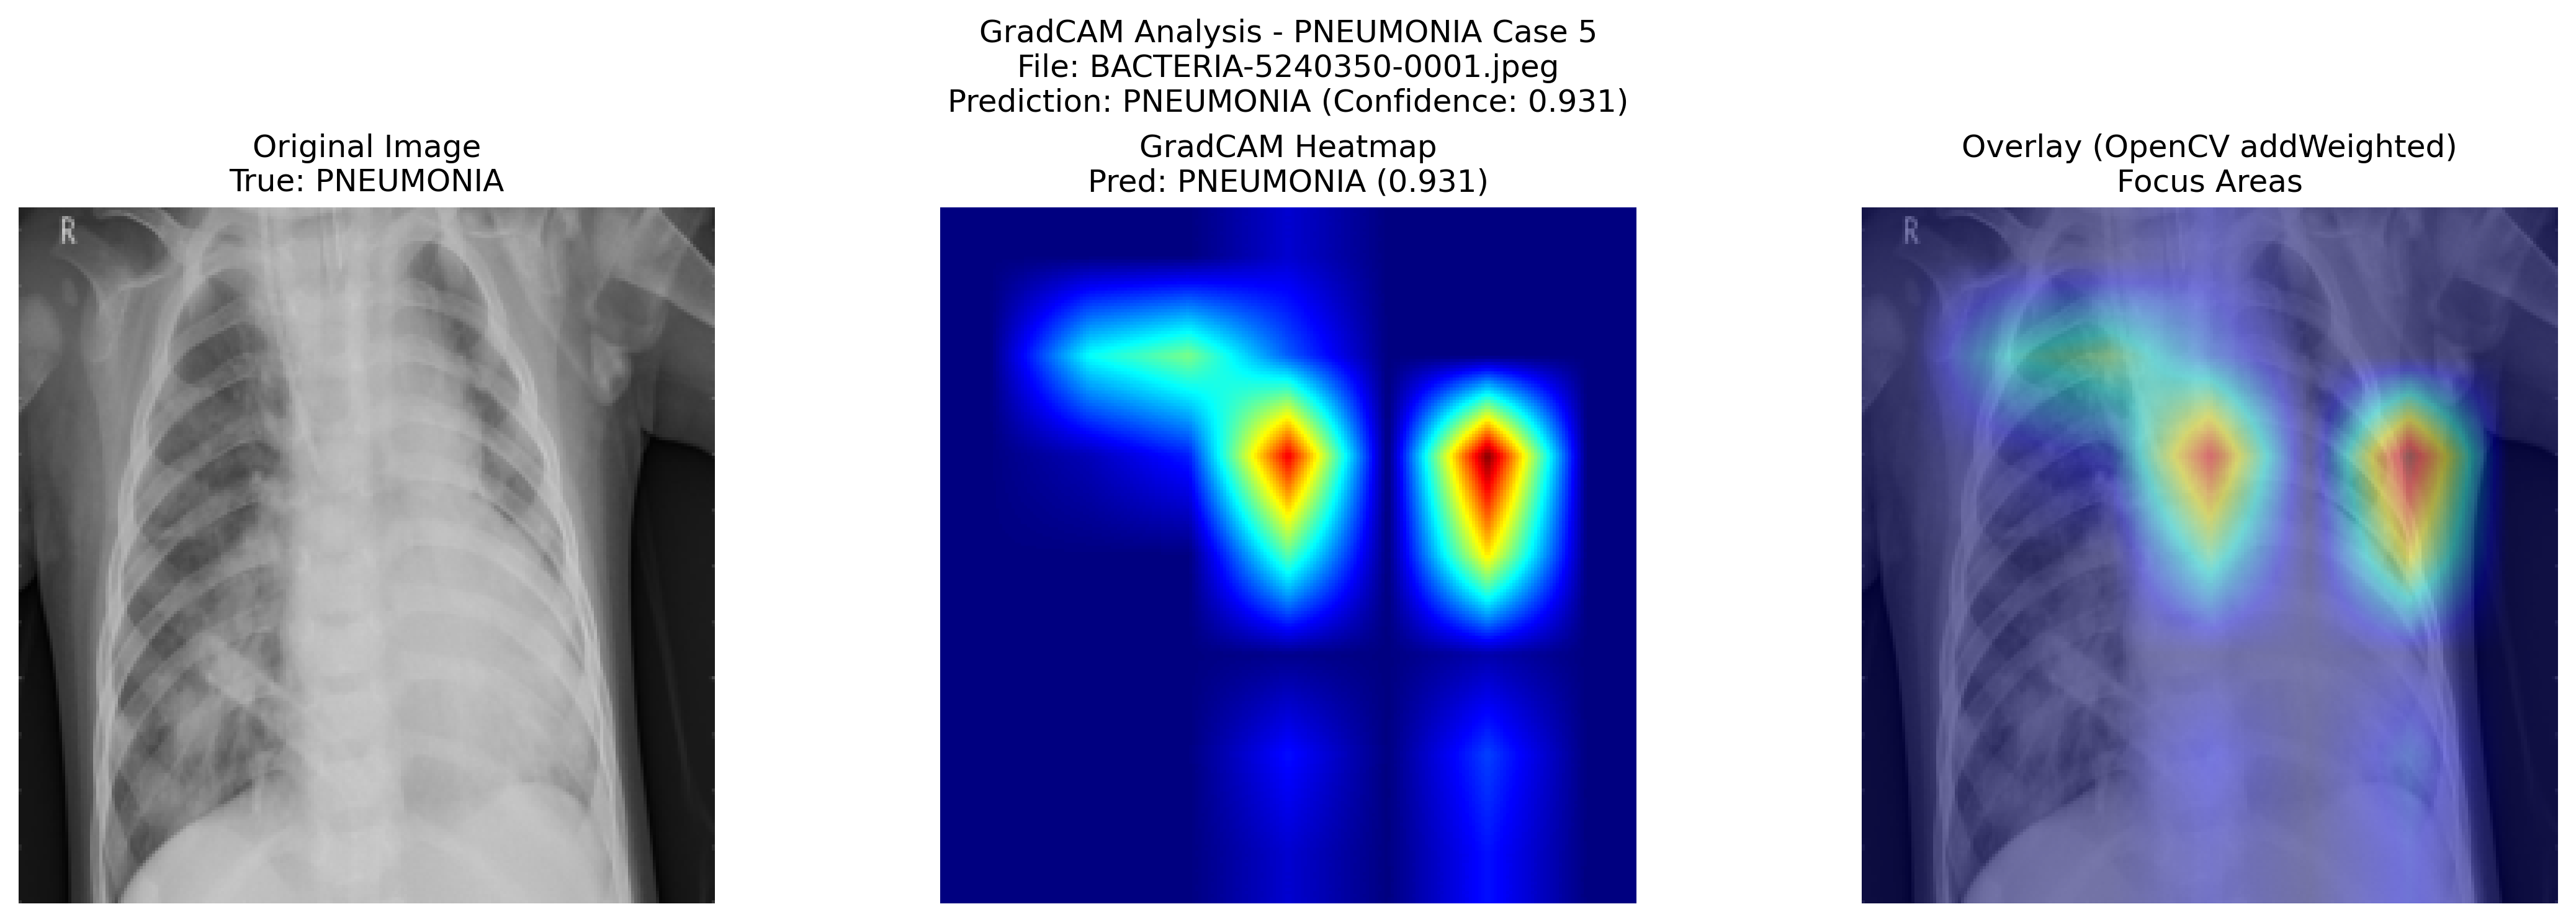 GradCAM Analysis - PNEUMONIA Case 5
File: BACTERIA-5240350-0001.jpeg
Prediction: PNEUMONIA (Confidence: 0.931)
Original Image
True: PNEUMONIA
GradCAM Heatmap
Pred: PNEUMONIA (0.931)
Overlay (OpenCV addWeighted)
Focus Areas
R
R